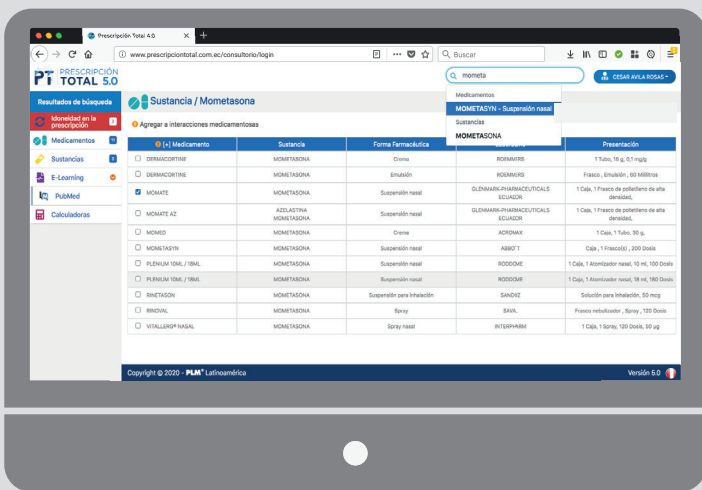 Prescripción Total 4.0
www.prescripciontotal.com.ec/consultorio/login
Buscar
PT PRESCRIPCIÓN TOTAL 5.0
mometa
CESAR AVILA ROSAS
Medicamentos
MOMETASYN - Suspensión nasal
Sustancias
MOMETASONA
Resultados de búsqueda
Idoneidad en la prescripción
Medicamentos
Sustancias
E-Learning
PubMed
Calculadoras
Sustancia / Mometasona
Agregar a interacciones medicamentosas
(+) Medicamento Sustancia Forma Farmacéutica Presentación
DERMACORTINE MOMETASONA Crema ROEMMERS 1 Tubo, 15 g, 0,1 mg/g
DERMACORTINE MOMETASONA Emulsión ROEMMERS Frasco , Emulsión , 60 Mililitros
MOMATE MOMETASONA Suspensión nasal GLENMARK-PHARMACEUTICALS ECUADOR 1 Caja, 1 Frasco de polietileno de alta densidad,
MOMATE AZ AZELASTINA MOMETASONA Suspensión nasal GLENMARK-PHARMACEUTICALS ECUADOR 1 Caja, 1 Frasco de polietileno de alta densidad,
MOMED MOMETASONA Crema ACROMAX 1 Caja, 1 Tubo, 30 g,
MOMETASYN MOMETASONA Suspensión nasal ABBOTT Caja , 1 Frasco(s) , 200 Dosis
PLENIUM 10ML / 18ML MOMETASONA Suspensión nasal RODDOME 1 Caja, 1 Atomizador nasal, 10 ml, 100 Dosis
PLENIUM 10ML / 18ML MOMETASONA Suspensión nasal RODDOME 1 Caja, 1 Atomizador nasal, 18 ml, 180 Dosis
RINETASON MOMETASONA Suspensión para inhalación SANDOZ Solución para inhalación, 50 mcg
RINOVAL MOMETASONA Spray BAVA. Frasco nebulizador , Spray , 120 Dosis
VITALLERG® NASAL MOMETASONA Spray nasal INTERPHARM 1 Caja, 1 Spray, 120 Dosis, 50 µg
Copyright @ 2020 - PLM® Latinoamérica
Versión 5.0